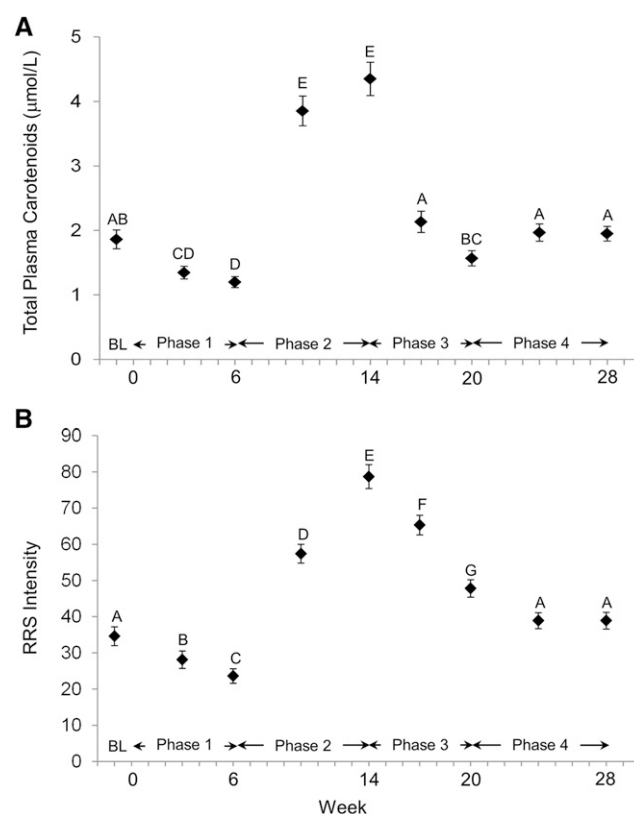 A
Total Plasma Carotenoids (µmol/L)
5
4
3
2
1
0
AB
CD
D
E
E
A
BC
A
A
BL Phase 1 Phase 2 Phase 3 Phase 4
0 6 14 20 28
B
RRS Intensity
90
80
70
60
50
40
30
20
10
0
A
B
C
D
E
F
G
A
A
BL Phase 1 Phase 2 Phase 3 Phase 4
0 6 14 20 28
Week